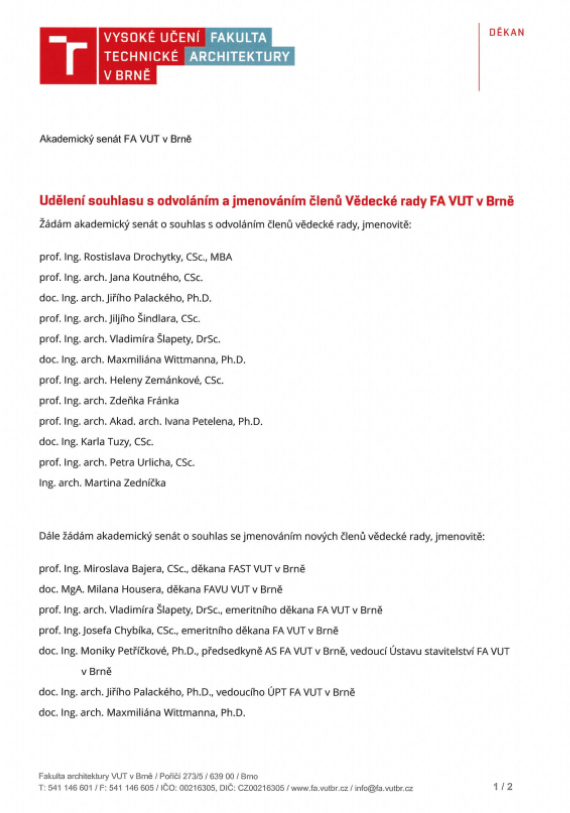 VYSOKÉ UČENÍ FAKULTA
TECHNICKÉ ARCHITEKTURY
V BRNĚ
DĚKAN
Akademický senát FA VUT v Brně
Udělení souhlasu s odvoláním a jmenováním členů Vědecké rady FA VUT v Brně
Žádám akademický senát o souhlas s odvoláním členů vědecké rady, jmenovitě:
prof. Ing. Rostislava Drochytky, CSc., MBA
prof. Ing. arch. Jana Koutného, CSc.
doc. Ing. arch. Jiřího Palackého, Ph.D.
prof. Ing. arch. Jiljího Šindlara, CSc.
prof. Ing. arch. Vladimíra Šlapety, DrSc.
doc. Ing. arch. Maxmiliána Wittmanna, Ph.D.
prof. Ing. arch. Heleny Zemánkové, CSc.
prof. Ing. arch. Zdeňka Fránka
prof. Ing. arch. Akad. arch. Ivana Petelena, Ph.D.
doc. Ing. Karla Tuzy, CSc.
prof. Ing. arch. Petra Urlicha, CSc.
Ing. arch. Martina Zedníčka
Dále žádám akademický senát o souhlas se jmenováním nových členů vědecké rady, jmenovitě:
prof. Ing. Miroslava Bajera, CSc., děkana FAST VUT v Brně
doc. MgA. Milana Housera, děkana FAVU VUT v Brně
prof. Ing. arch. Vladimíra Šlapety, DrSc., emeritního děkana FA VUT v Brně
prof. Ing. Josefa Chybíka, CSc., emeritního děkana FA VUT v Brně
doc. Ing. Moniky Petříčkové, Ph.D., předsedkyně AS FA VUT v Brně, vedoucí Ústavu stavitelství FA VUT
v Brně
doc. Ing. arch. Jiřího Palackého, Ph.D., vedoucího ÚPT FA VUT v Brně
doc. Ing. arch. Maxmiliána Wittmanna, Ph.D.
Fakulta architektury VUT v Brně / Poříčí 273/5 / 639 00 / Brno
T: 541 146 601 / F: 541 146 605 / IČO: 00216305, DIČ: CZ00216305 / www.fa.vutbr.cz / info@fa.vutbr.cz
1 / 2